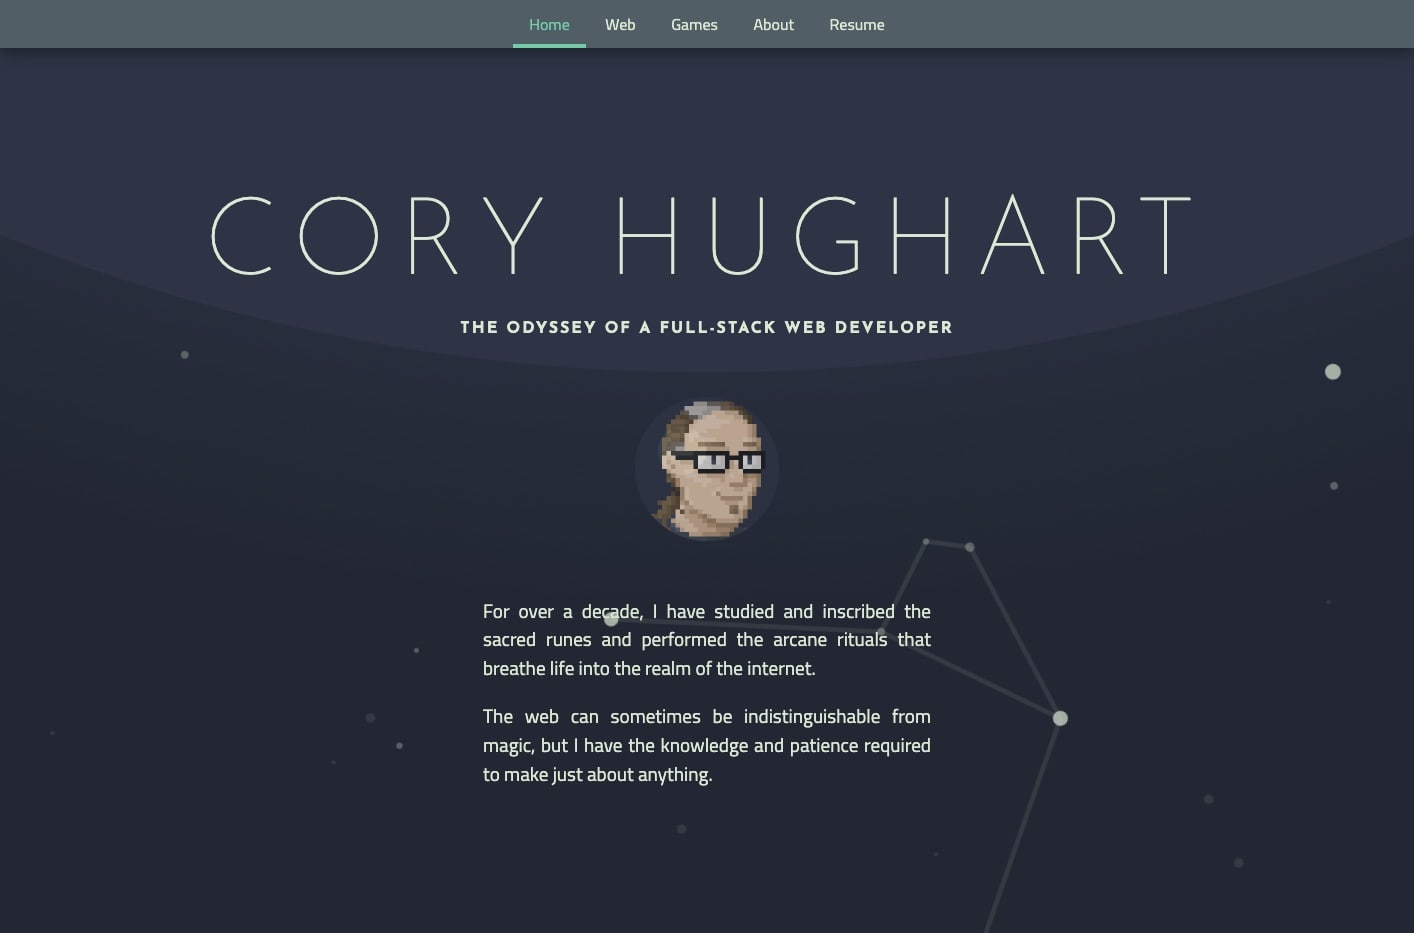 Home Web Games About Resume
CORY HUGHART
THE ODYSSEY OF A FULL-STACK WEB DEVELOPER
For over a decade, I have studied and inscribed the
sacred runes and performed the arcane rituals that
breathe life into the realm of the internet.
The web can sometimes be indistinguishable from
magic, but I have the knowledge and patience required
to make just about anything.